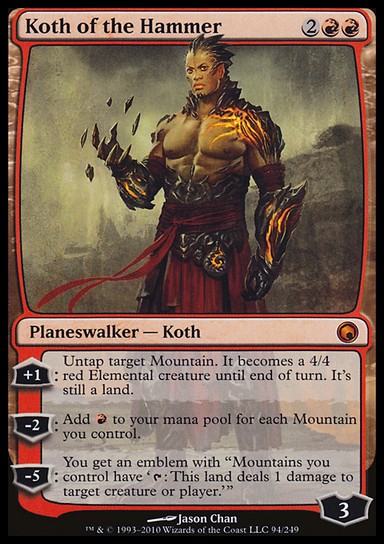 Koth of the Hammer 2
Planeswalker — Koth
+1 : Untap target Mountain. It becomes a 4/4
red Elemental creature until end of turn. It's
still a land.
-2 : Add to your mana pool for each Mountain
you control.
-5 : You get an emblem with “Mountains you
control have ‘: This land deals 1 damage to
target creature or player.’”
Jason Chan
3
™ & © 1993-2010 Wizards of the Coast LLC 94/249